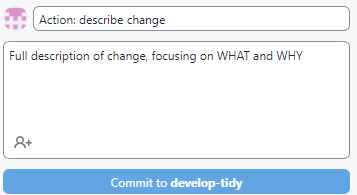 Action: describe change
Full description of change, focusing on WHAT and WHY
Commit to develop-tidy